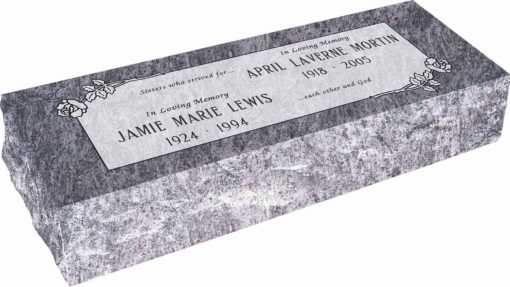 Sisters who strived for...
In Loving Memory
JAMIE MARIE LEWIS
1924 - 1994
In Loving Memory
APRIL LAVERNE MORTIN
1918 - 2005
...each other and God